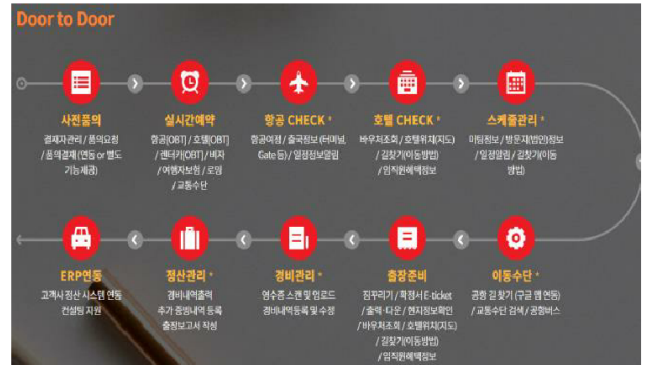 Door to Door
사전품의
결재자관리 / 품의요청
/ 품의결재 (연동 or 별도
기능제공)
실시간예약
항공[OBT] / 호텔[OBT]
/ 렌터카[OBT] / 비자
/ 여행자보험 / 로밍
/ 교통수단
항공 CHECK *
항공여정 / 출국정보 (터미널,
Gate 등) / 일정정보알림
호텔 CHECK *
바우처조회 / 호텔위치(지도)
/ 길찾기(이동방법)
/ 임직원혜택정보
스케줄관리 *
미팅정보 / 방문지(법인)정보
/ 일정알림 / 길찾기(이동
방법)
ERP연동
고객사 정산 시스템 연동
컨설팅 지원
정산관리 *
경비내역출력
추가 증빙내역 등록
출장보고서 작성
경비관리 *
영수증 스캔 및 업로드
경비내역등록 및 수정
출장준비
짐꾸리기 / 확정서 E-ticket
/ 출력·다운 / 현지정보확인
/ 바우처조회 / 호텔위치(지도)
/ 길찾기(이동방법)
/ 임직원혜택정보
이동수단 *
공항 길 찾기 (구글 맵 연동)
/ 교통수단 검색 / 공항버스